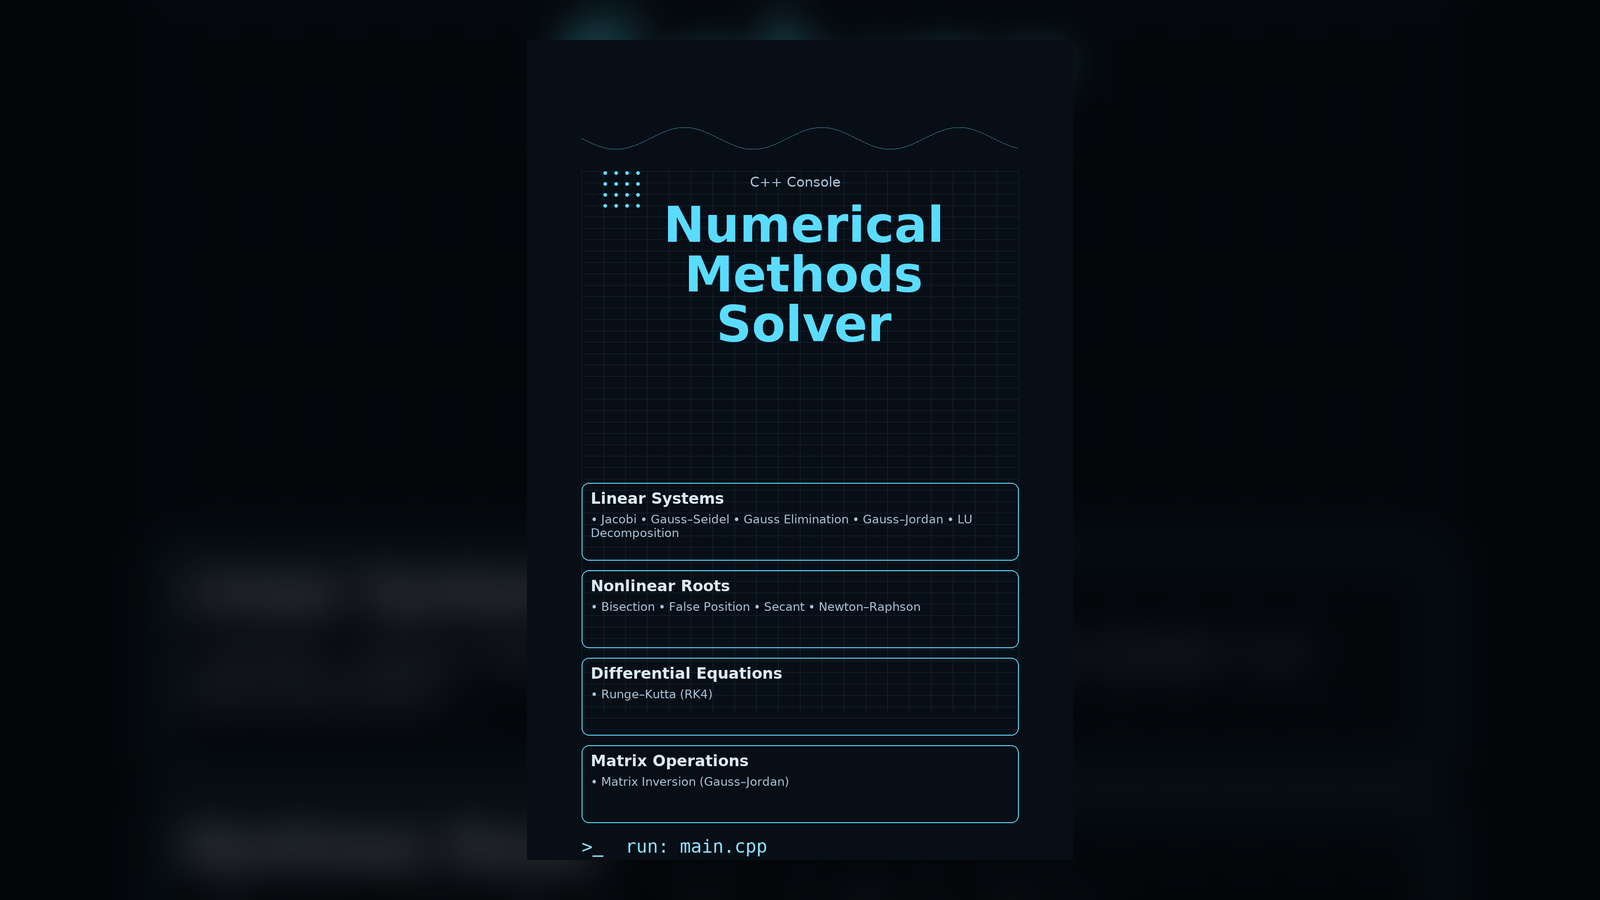 C++ Console
Numerical
Methods
Solver
Linear Systems
• Jacobi • Gauss–Seidel • Gauss Elimination • Gauss–Jordan • LU
Decomposition
Nonlinear Roots
• Bisection • False Position • Secant • Newton–Raphson
Differential Equations
• Runge–Kutta (RK4)
Matrix Operations
• Matrix Inversion (Gauss–Jordan)
>_ run: main.cpp